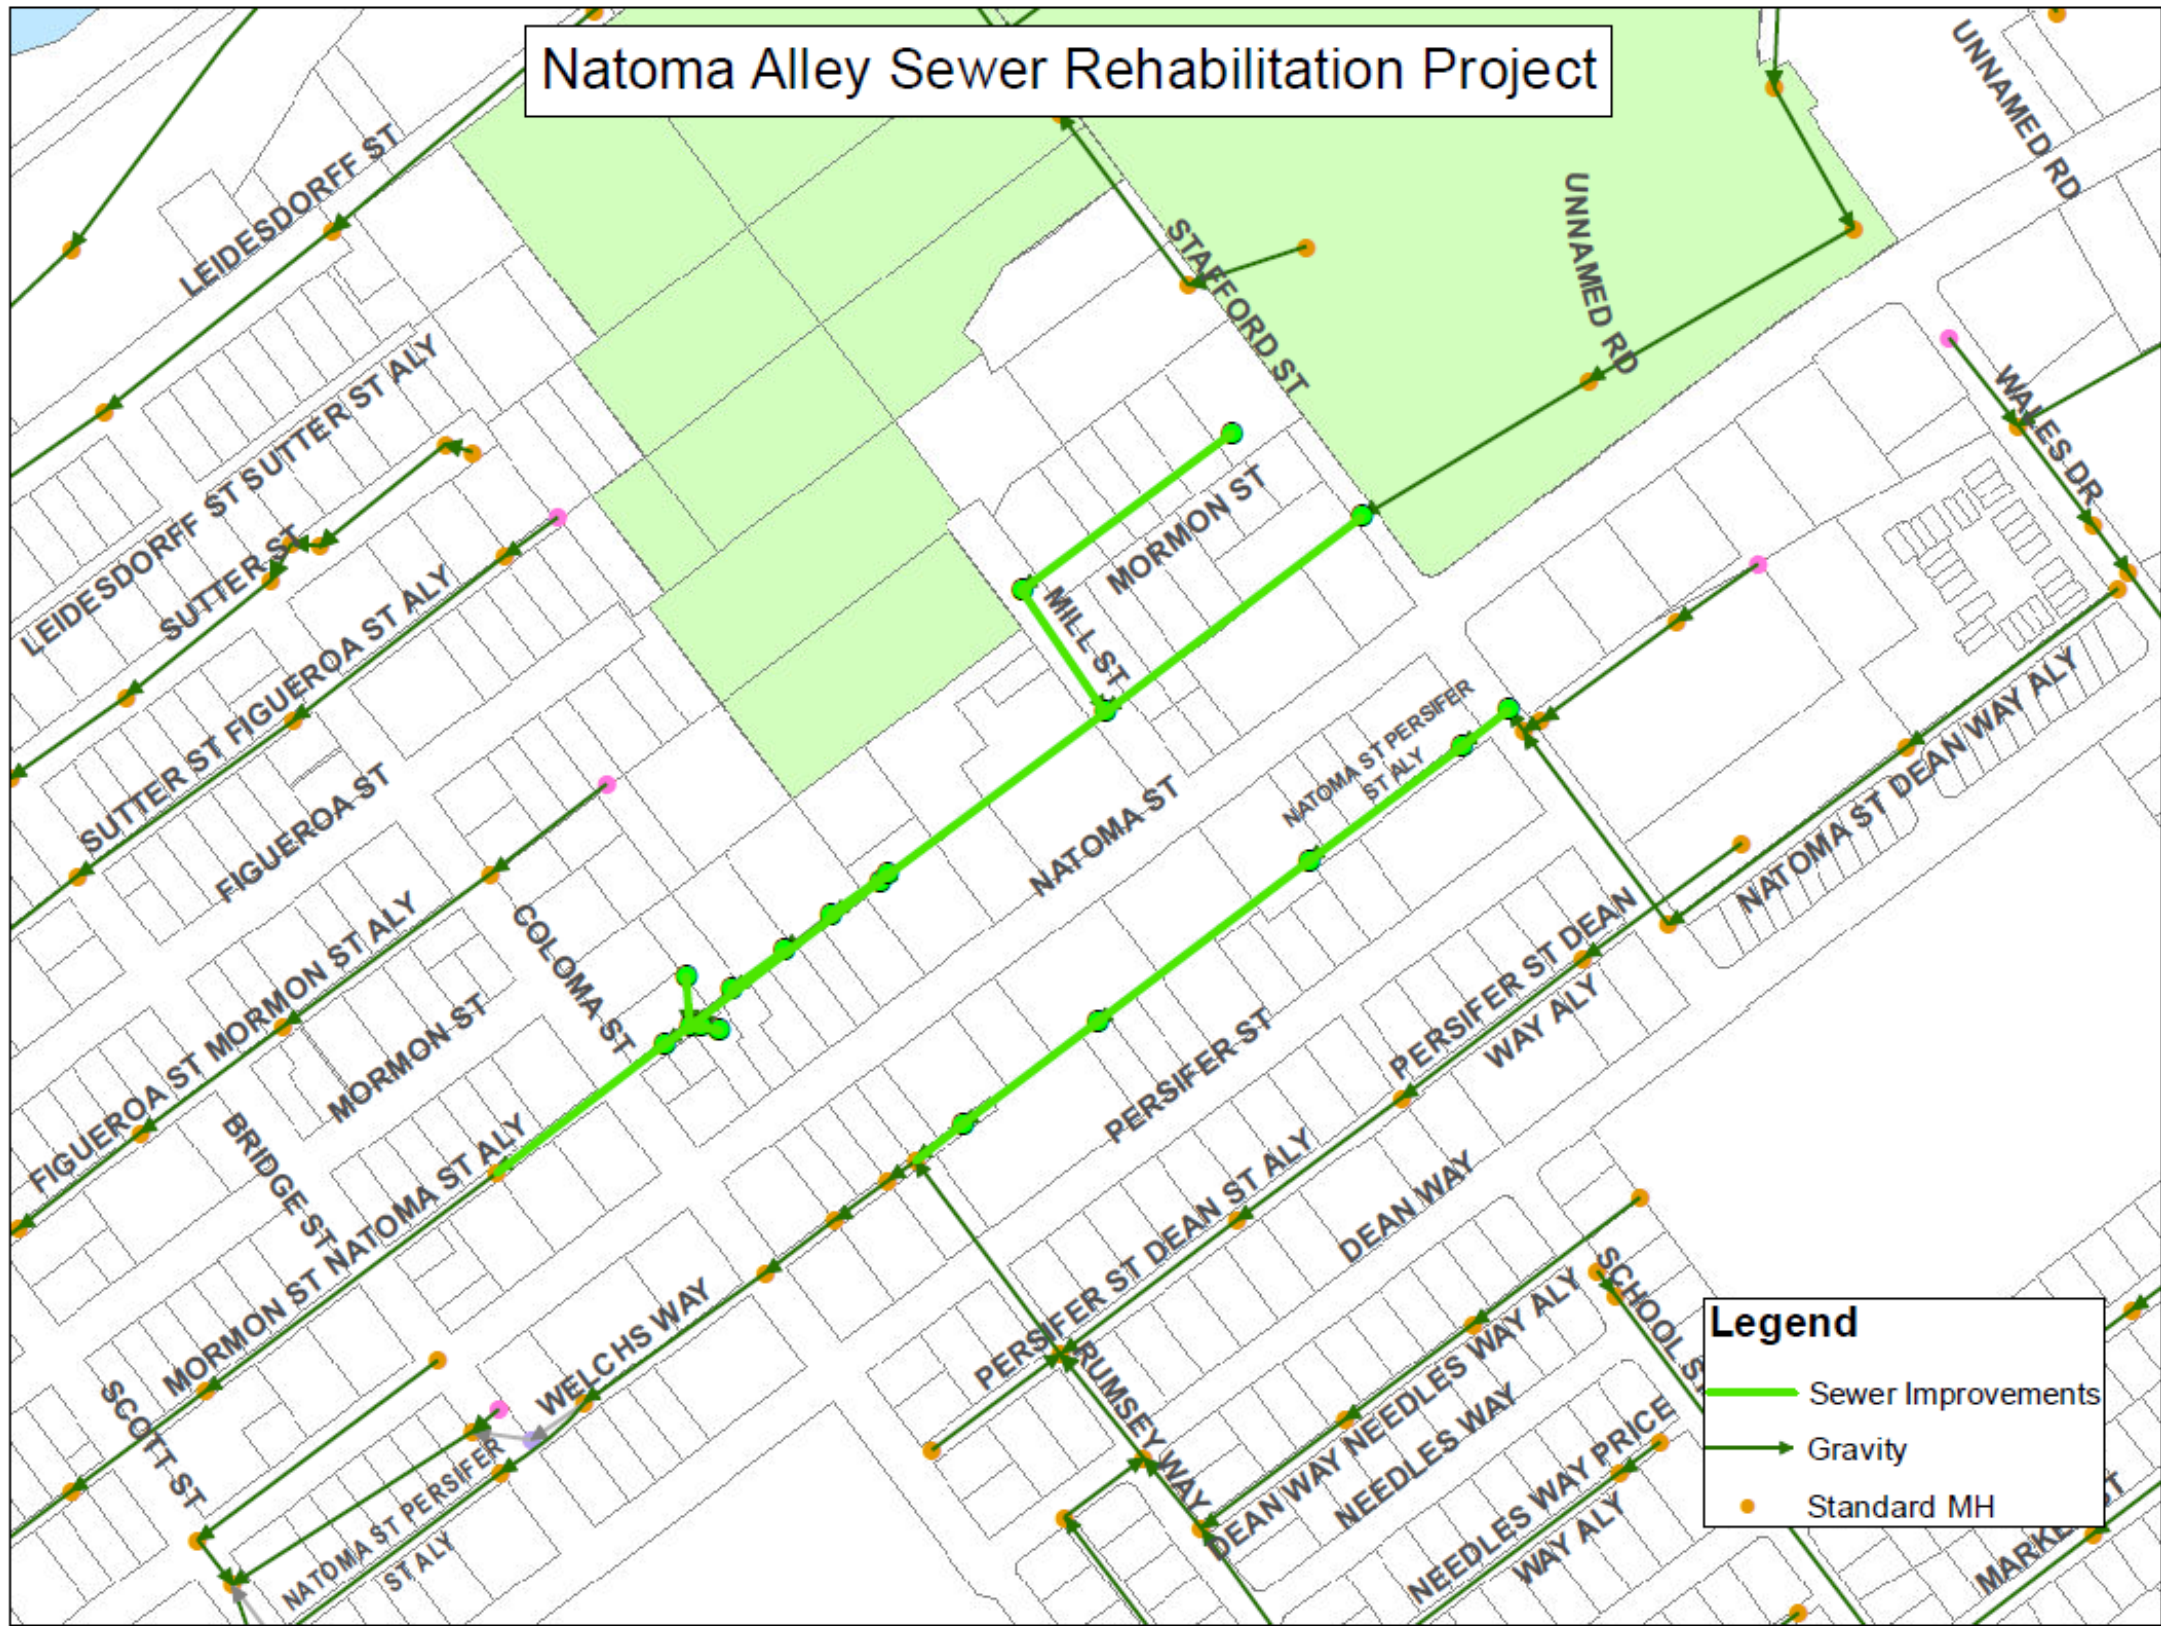 Natoma Alley Sewer Rehabilitation Project
UNNAMED RD
LEIDESDORFF ST
STAFFORD ST
UNNAMED RD
LEIDESDORFF ST SUTTER ST ALY
WALES DR
SUTTER ST
MORMON ST
SUTTER ST FIGUEROA ST ALY
MILL ST
FIGUEROA ST
NATOMA ST PERSIFER
ST ALY
NATOMA ST
NATOMA ST DEAN WAY ALY
FIGUEROA ST MORMON ST ALY
COLOMA ST
MORMON ST
PERSIFER ST
PERSIFER ST DEAN
WAY ALY
BRIDGE ST
MORMON ST NATOMA ST ALY
PERSIFER ST DEAN ST ALY
DEAN WAY
WELCHS WAY
SCOTT ST
RUMSEY WAY
DEAN WAY NEEDLES WAY ALY
NEEDLES WAY
SCHOOL ST
NEEDLES WAY PRICE
WAY ALY
NATOMA ST PERSIFER
ST ALY
Legend
Sewer Improvements
Gravity
Standard MH